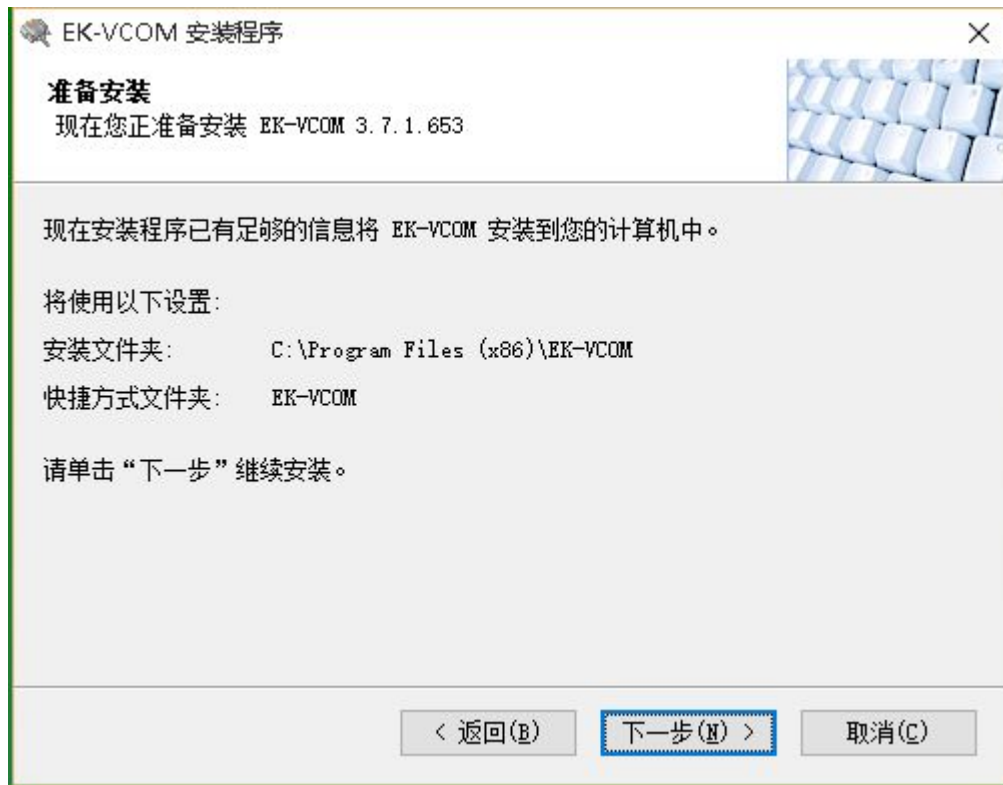 EK-VCOM 安装程序
准备安装
现在您正准备安装 EK-VCOM 3.7.1.653
现在安装程序已有足够的信息将 EK-VCOM 安装到您的计算机中。
将使用以下设置:
安装文件夹: C:\Program Files (x86)\EK-VCOM
快捷方式文件夹: EK-VCOM
请单击“下一步”继续安装。
< 返回(B) 下一步(N) > 取消(C)